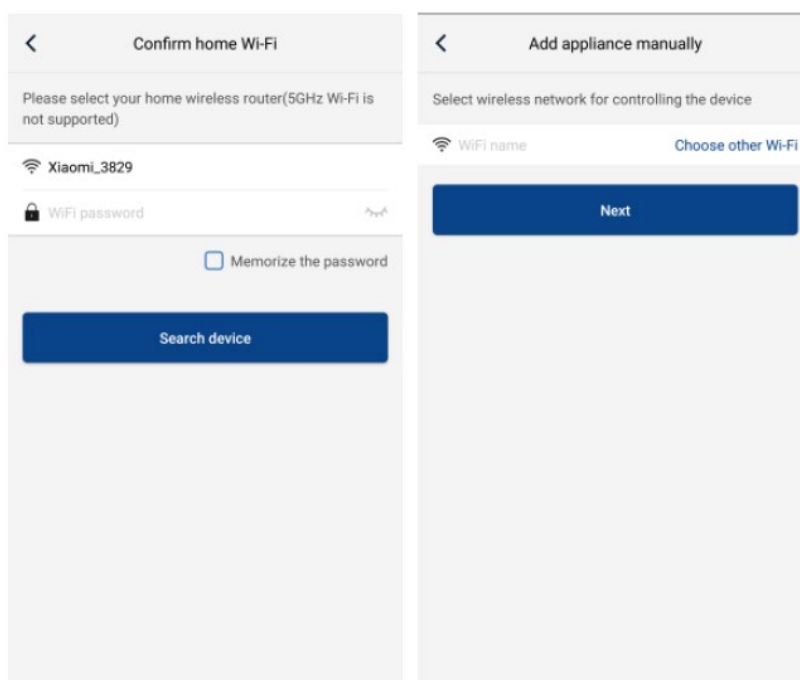 Confirm home Wi-Fi
Please select your home wireless router(5GHz Wi-Fi is
not supported)
Xiaomi_3829
WiFi password
Memorize the password
Search device
Add appliance manually
Select wireless network for controlling the device
WiFi name Choose other Wi-Fi
Next